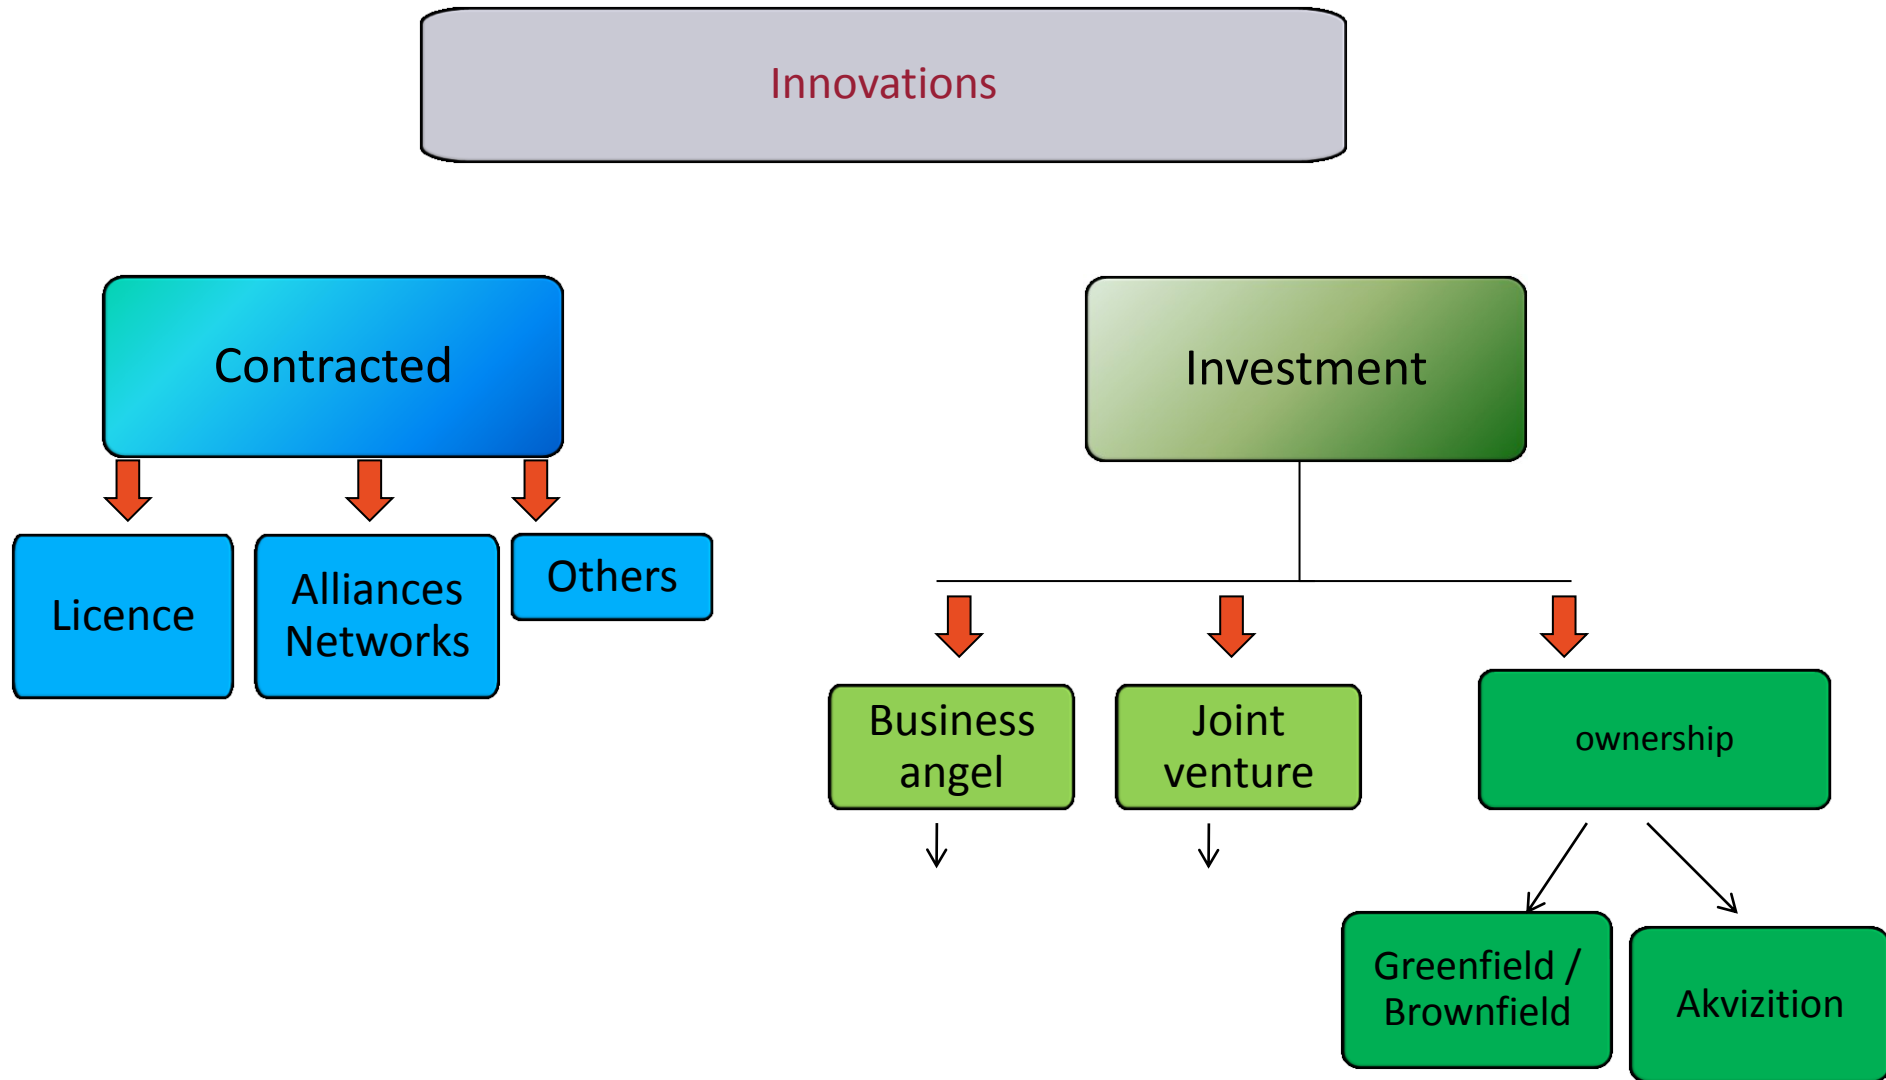 Innovations
Contracted
Investment
Licence
Alliances
Networks
Others
Business
angel
Joint
venture
ownership
Greenfield /
Brownfield
Akvizition